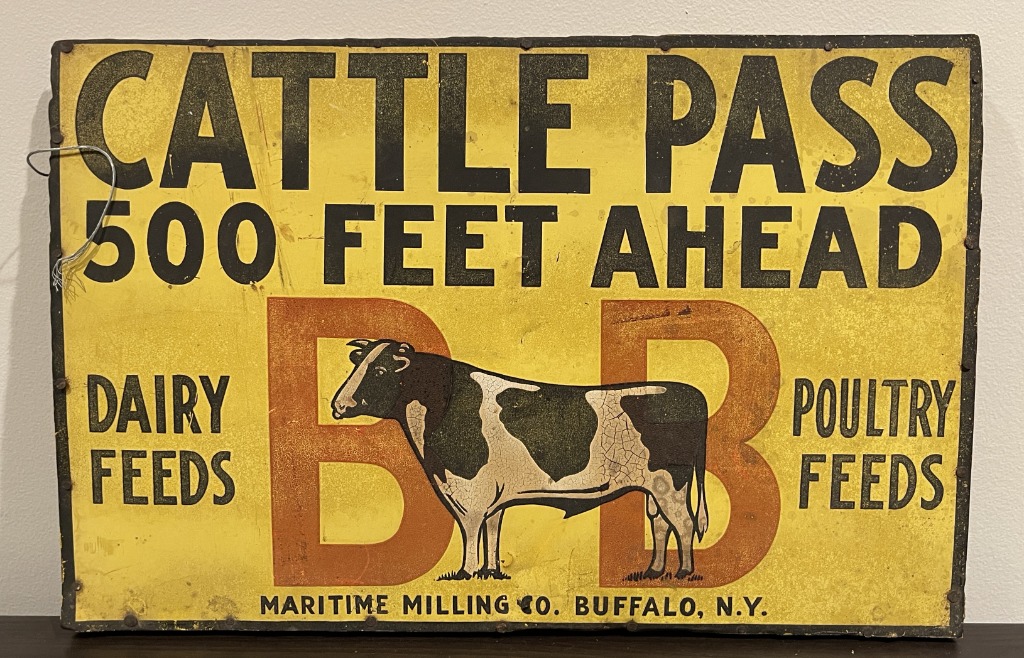 CATTLE PASS
500 FEET AHEAD
B B
DAIRY FEEDS
POULTRY FEEDS
MARITIME MILLING CO. BUFFALO, N.Y.